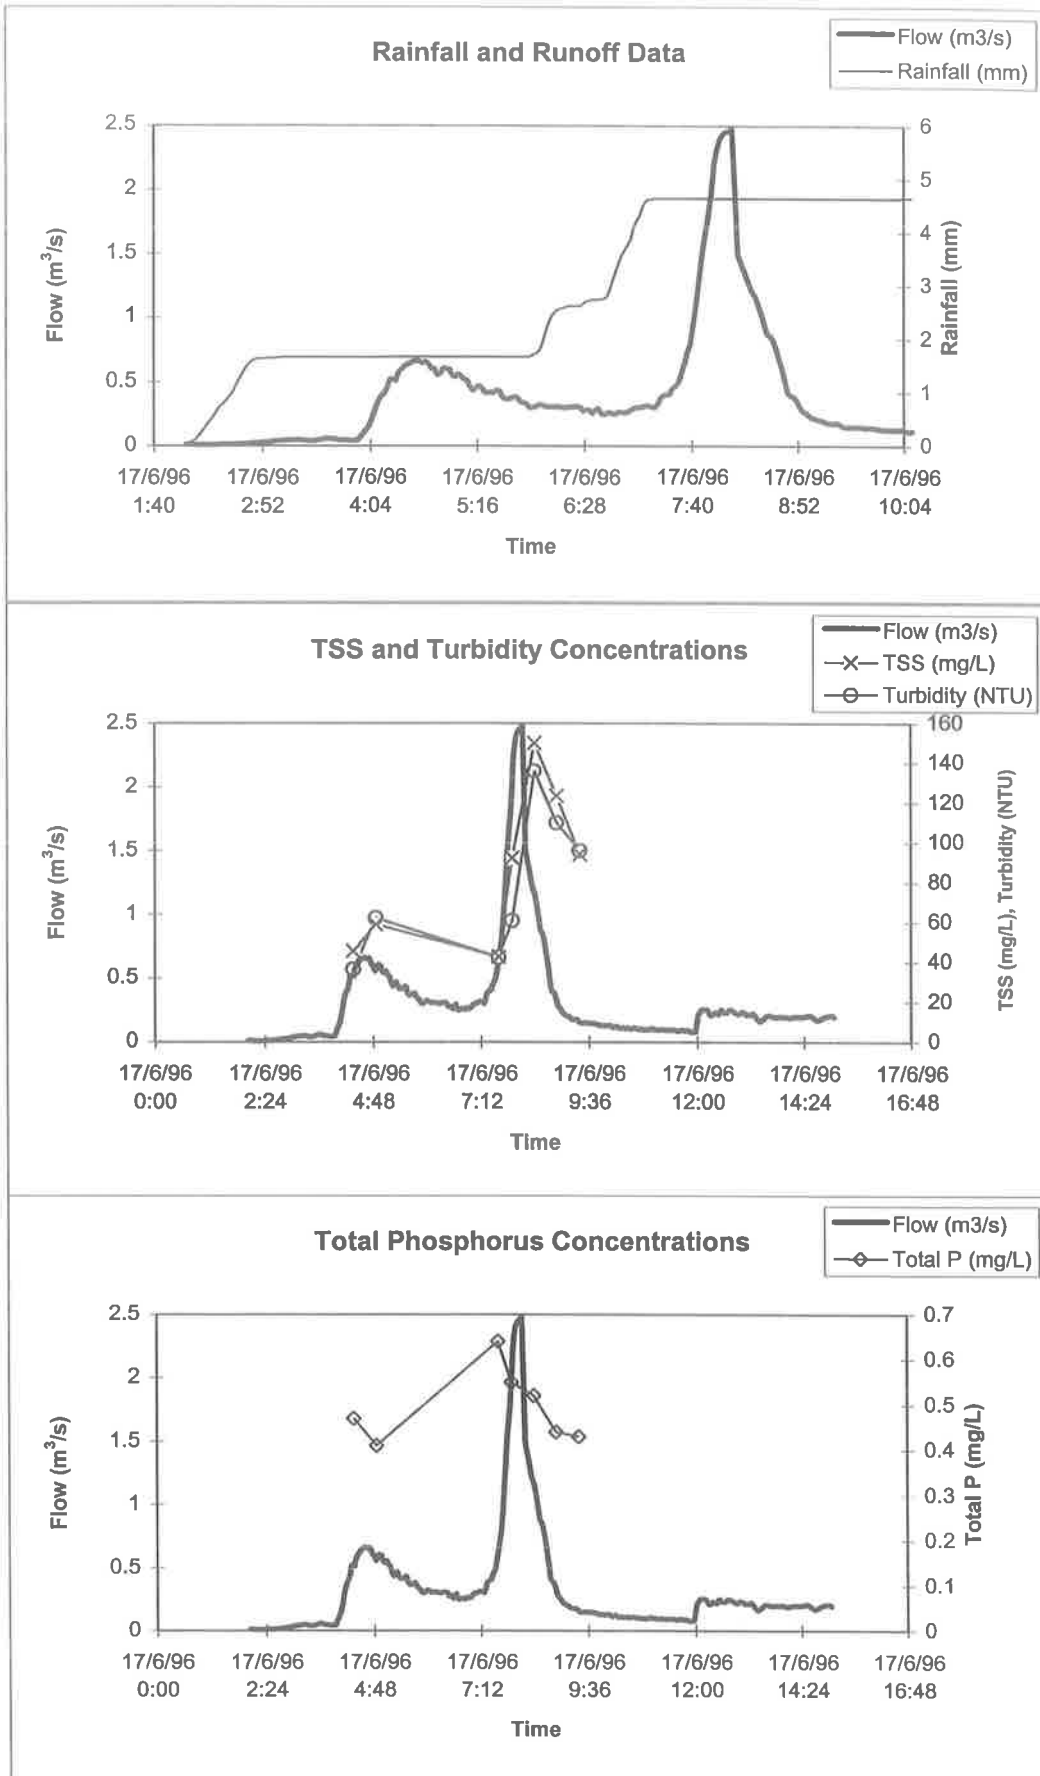 Rainfall and Runoff Data
Flow (m3/s)
Rainfall (mm)
2.5
2
1.5
1
0.5
0
Flow (m³/s)
6
5
4
3
2
1
0
Rainfall (mm)
17/6/96 17/6/96 17/6/96 17/6/96 17/6/96 17/6/96 17/6/96 17/6/96
1:40 2:52 4:04 5:16 6:28 7:40 8:52 10:04
Time
TSS and Turbidity Concentrations
Flow (m3/s)
TSS (mg/L)
Turbidity (NTU)
2.5
2
1.5
1
0.5
0
Flow (m³/s)
160
140
120
100
80
60
40
20
0
TSS (mg/L), Turbidity (NTU)
17/6/96 17/6/96 17/6/96 17/6/96 17/6/96 17/6/96 17/6/96 17/6/96
0:00 2:24 4:48 7:12 9:36 12:00 14:24 16:48
Time
Total Phosphorus Concentrations
Flow (m3/s)
Total P (mg/L)
2.5
2
1.5
1
0.5
0
Flow (m³/s)
0.7
0.6
0.5
0.4
0.3
0.2
0.1
0
Total P (mg/L)
17/6/96 17/6/96 17/6/96 17/6/96 17/6/96 17/6/96 17/6/96 17/6/96
0:00 2:24 4:48 7:12 9:36 12:00 14:24 16:48
Time